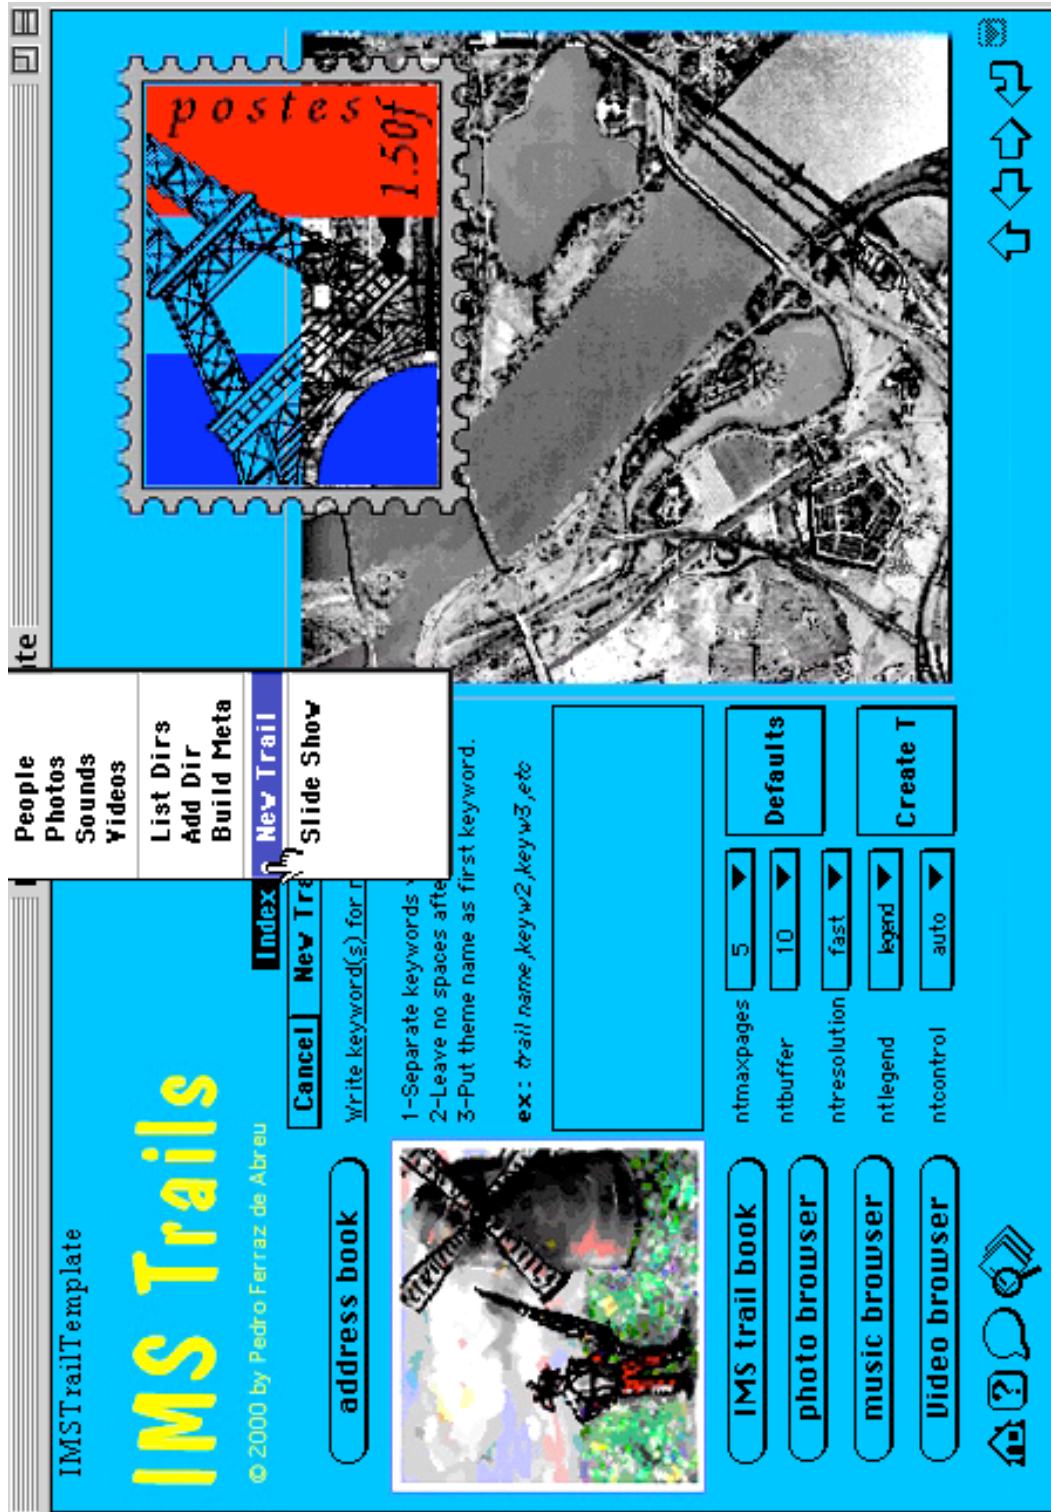 ite
IMSTrailTemplate
IMS Trails
© 2000 by Pedro Ferraz de Abreu
People
Photos
Sounds
Videos
List Dirs
Add Dir
Build Meta
New Trail
Slide Show
postes
1.50f
Index
Cancel
New Tra
Write keyword(s) for n
1-Separate keywords
2-Leave no spaces afte
3-Put theme name as first keyword.
ex: trail name,keyw2,keyw3,etc
address book
IMS trail book
photo browser
music browser
Video browser
ntmaxpages 5
ntbuffer 10
ntresolution fast
ntlegend legend
ntcontrol auto
Defaults
Create T
?